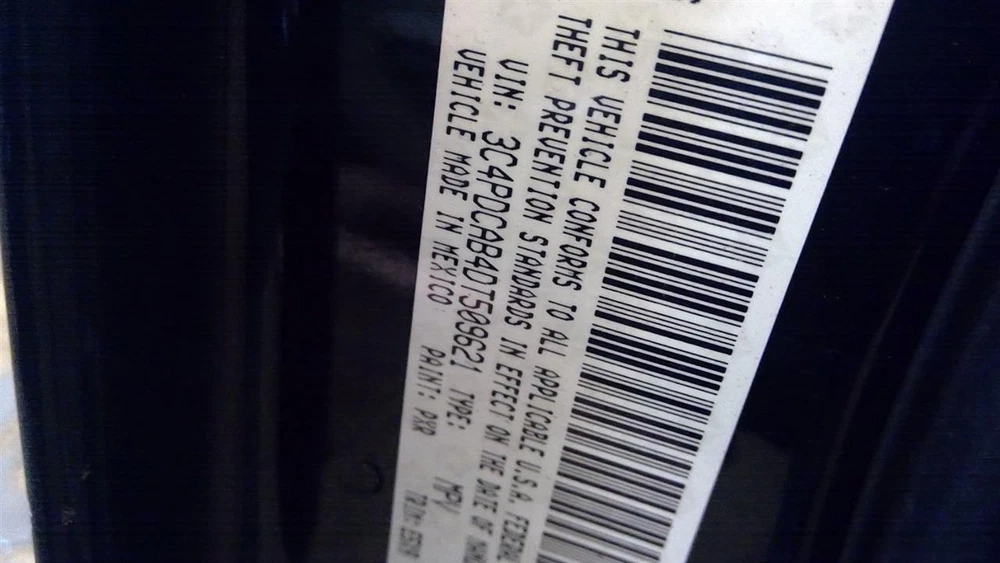 THIS VEHICLE CONFORMS TO ALL APPLICABLE U.S.A. FEDERAL
THEFT PREVENTION STANDARDS IN EFFECT ON THE DATE OF
VIN: 3C4PDCAB4DT509621 TYPE: MPV
VEHICLE MADE IN MEXICO PAINT: PXR